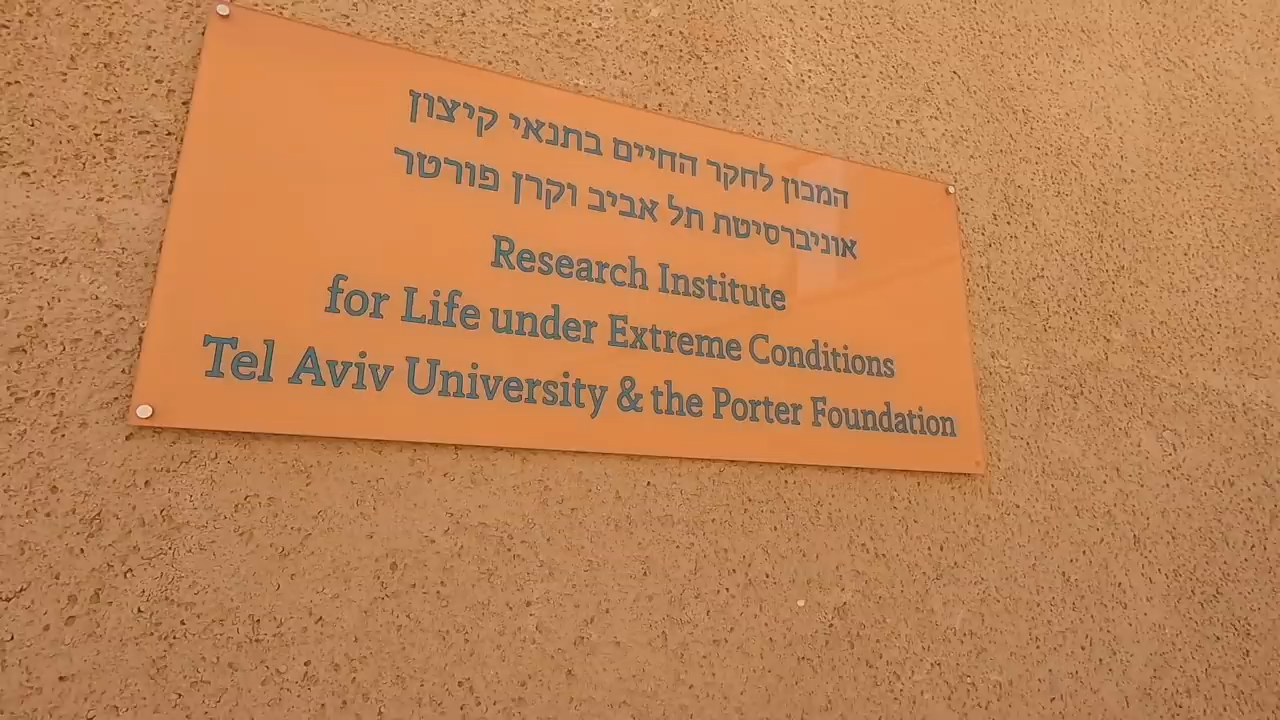 המכון לחקר החיים בתנאי קיצון
אוניברסיטת תל אביב וקרן פורטר
Research Institute
for Life under Extreme Conditions
Tel Aviv University & the Porter Foundation